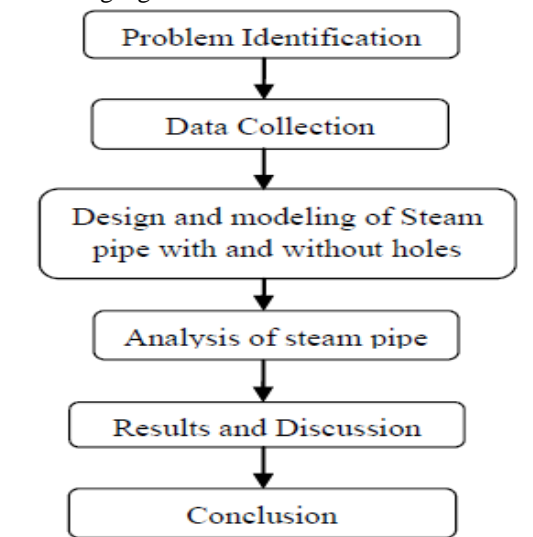 Problem Identification
Data Collection
Design and modeling of Steam
pipe with and without holes
Analysis of steam pipe
Results and Discussion
Conclusion